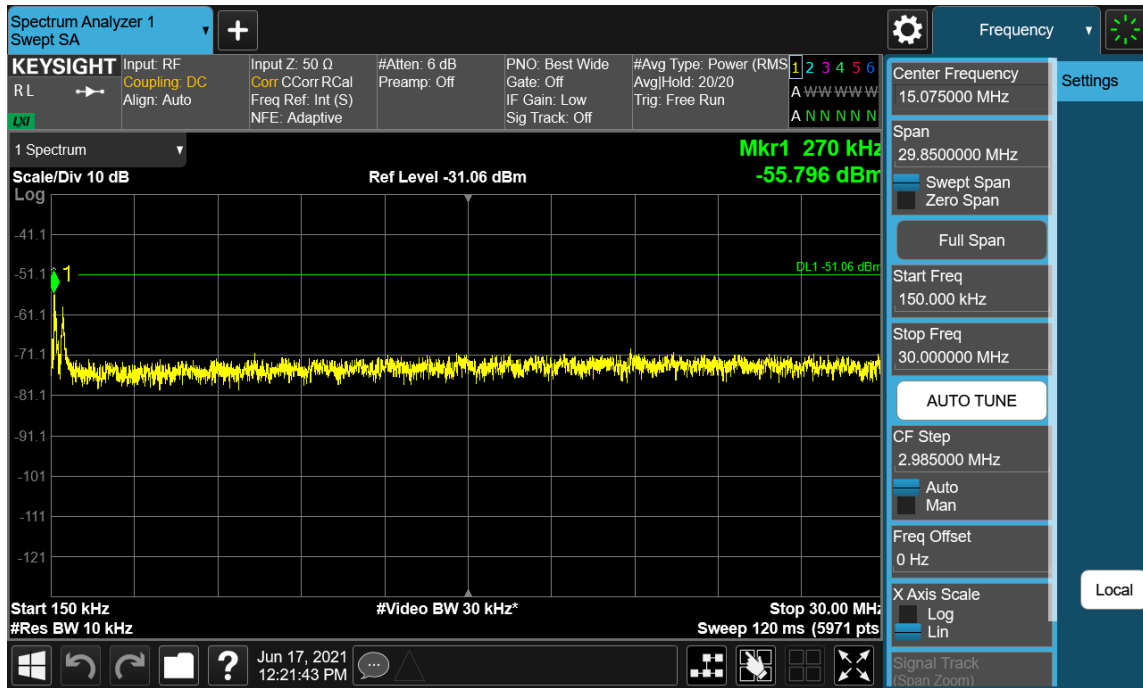 Spectrum Analyzer 1
Swept SA
Frequency
KEYSIGHT
R L
LXI
Input: RF
Coupling: DC
Align: Auto
Input Z: 50 Ω
Corr CCorr RCal
Freq Ref: Int (S)
NFE: Adaptive
#Atten: 6 dB
Preamp: Off
PNO: Best Wide
Gate: Off
IF Gain: Low
Sig Track: Off
#Avg Type: Power (RMS
Avg|Hold: 20/20
Trig: Free Run
1 2 3 4 5 6
A W W W W W
A N N N N N
1 Spectrum
Mkr1 270 kHz
-55.796 dBm
Scale/Div 10 dB
Ref Level -31.06 dBm
Log
-41.1
-51.1
-61.1
-71.1
-81.1
-91.1
-101
-111
-121
1
DL1 -51.06 dBm
Start 150 kHz
#Video BW 30 kHz*
Stop 30.00 MHz
#Res BW 10 kHz
Sweep 120 ms (5971 pts
?
Jun 17, 2021
12:21:43 PM
Center Frequency
15.075000 MHz
Span
29.8500000 MHz
Swept Span
Zero Span
Full Span
Start Freq
150.000 kHz
Stop Freq
30.000000 MHz
AUTO TUNE
CF Step
2.985000 MHz
Auto
Man
Freq Offset
0 Hz
X Axis Scale
Log
Lin
Signal Track
(Span Zoom)
Settings
Local